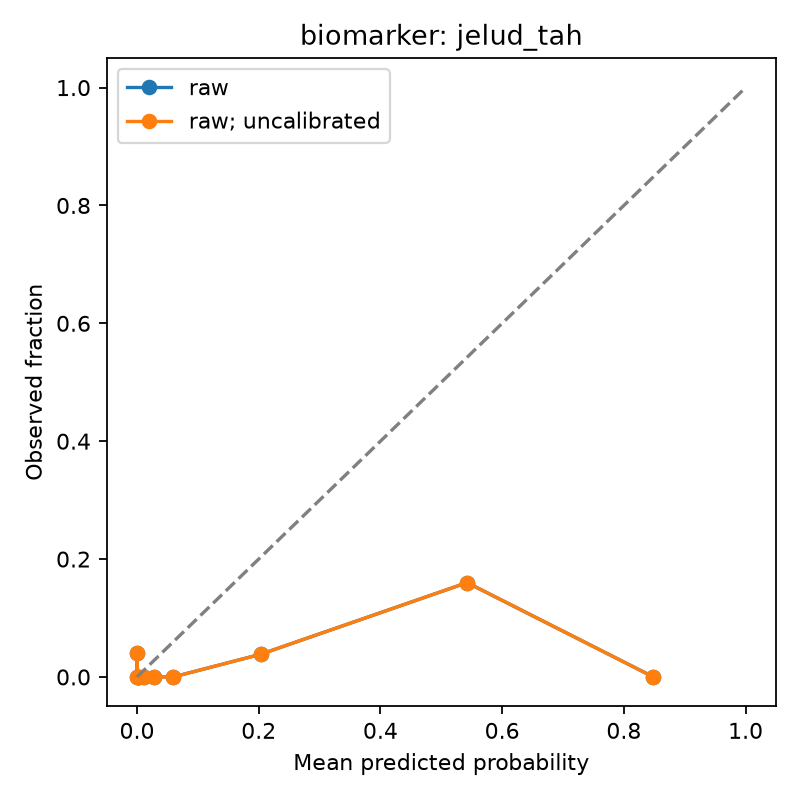 biomarker: jelud_tah
raw
raw; uncalibrated
1.0
0.8
0.6
0.4
0.2
0.0
Observed fraction
0.0 0.2 0.4 0.6 0.8 1.0
Mean predicted probability